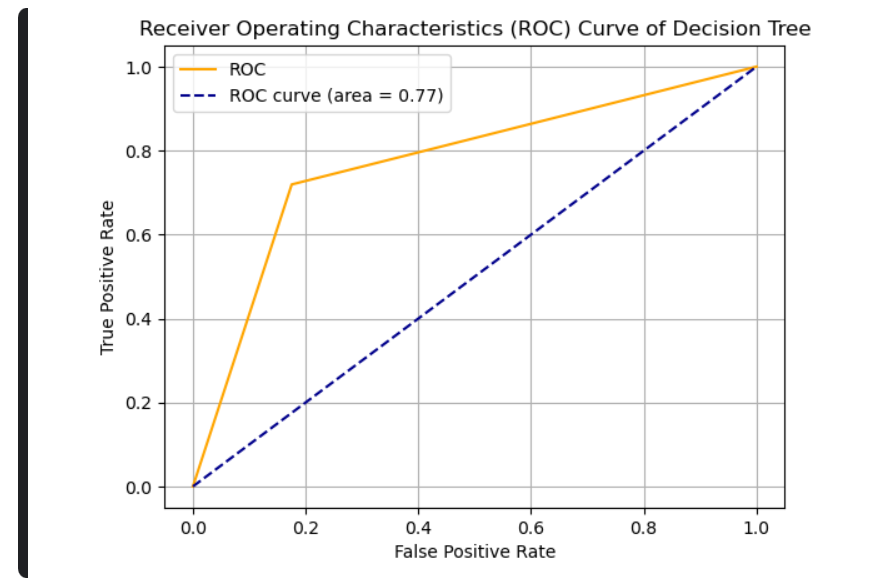 Receiver Operating Characteristics (ROC) Curve of Decision Tree
ROC
ROC curve (area = 0.77)
True Positive Rate
1.0
0.8
0.6
0.4
0.2
0.0
0.0 0.2 0.4 0.6 0.8 1.0
False Positive Rate